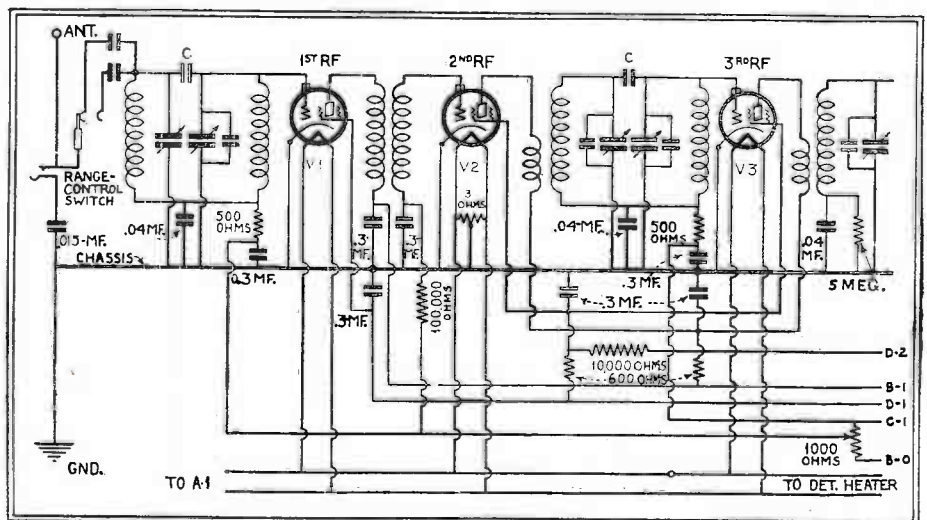 ANT.
C
1ST RF
2ND RF
C
3RD RF
V1
V2
V3
RANGE-
CONTROL
SWITCH
.015-MF.
CHASSIS
.04 MF.
500
OHMS
0.3 MF.
.3
MF.
.3
MF.
.3MF.
100,000
OHMS
3
OHMS
.04 MF.
500
OHMS
.3 MF.
.3 MF.
.04
MF.
5 MEG.
10,000 OHMS
600 OHMS
D-2
B-1
D-1
C-1
1000
OHMS
B-0
GND.
TO A-1
TO DET. HEATER